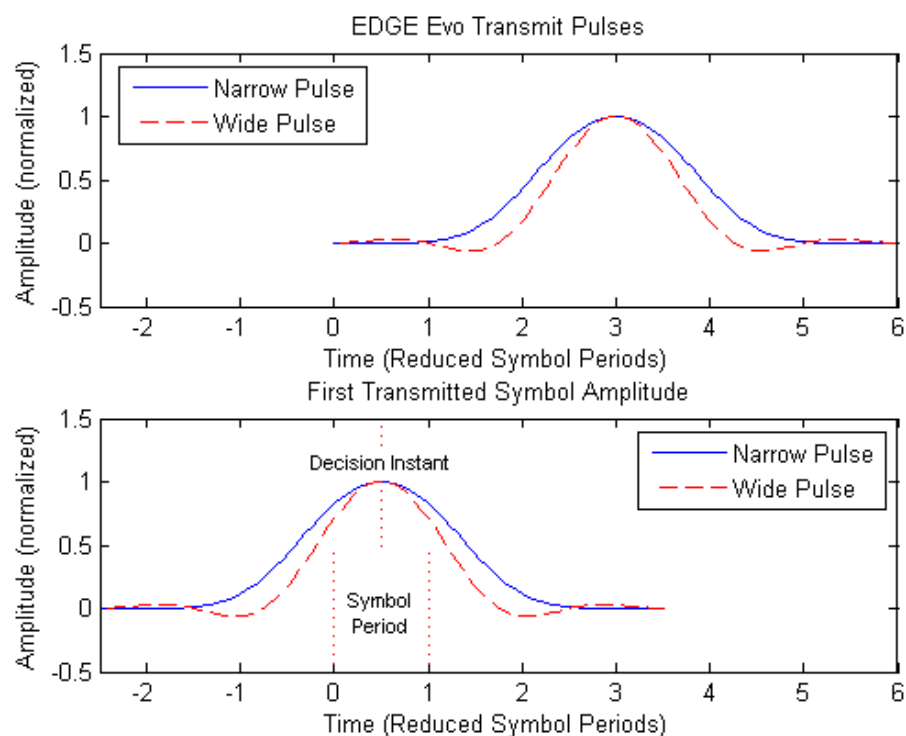 EDGE Evo Transmit Pulses
1.5
1
0.5
0
-0.5
Amplitude (normalized)
Narrow Pulse
Wide Pulse
-2 -1 0 1 2 3 4 5 6
Time (Reduced Symbol Periods)
First Transmitted Symbol Amplitude
1.5
1
0.5
0
-0.5
Amplitude (normalized)
Narrow Pulse
Wide Pulse
Decision Instant
Symbol
Period
-2 -1 0 1 2 3 4 5 6
Time (Reduced Symbol Periods)